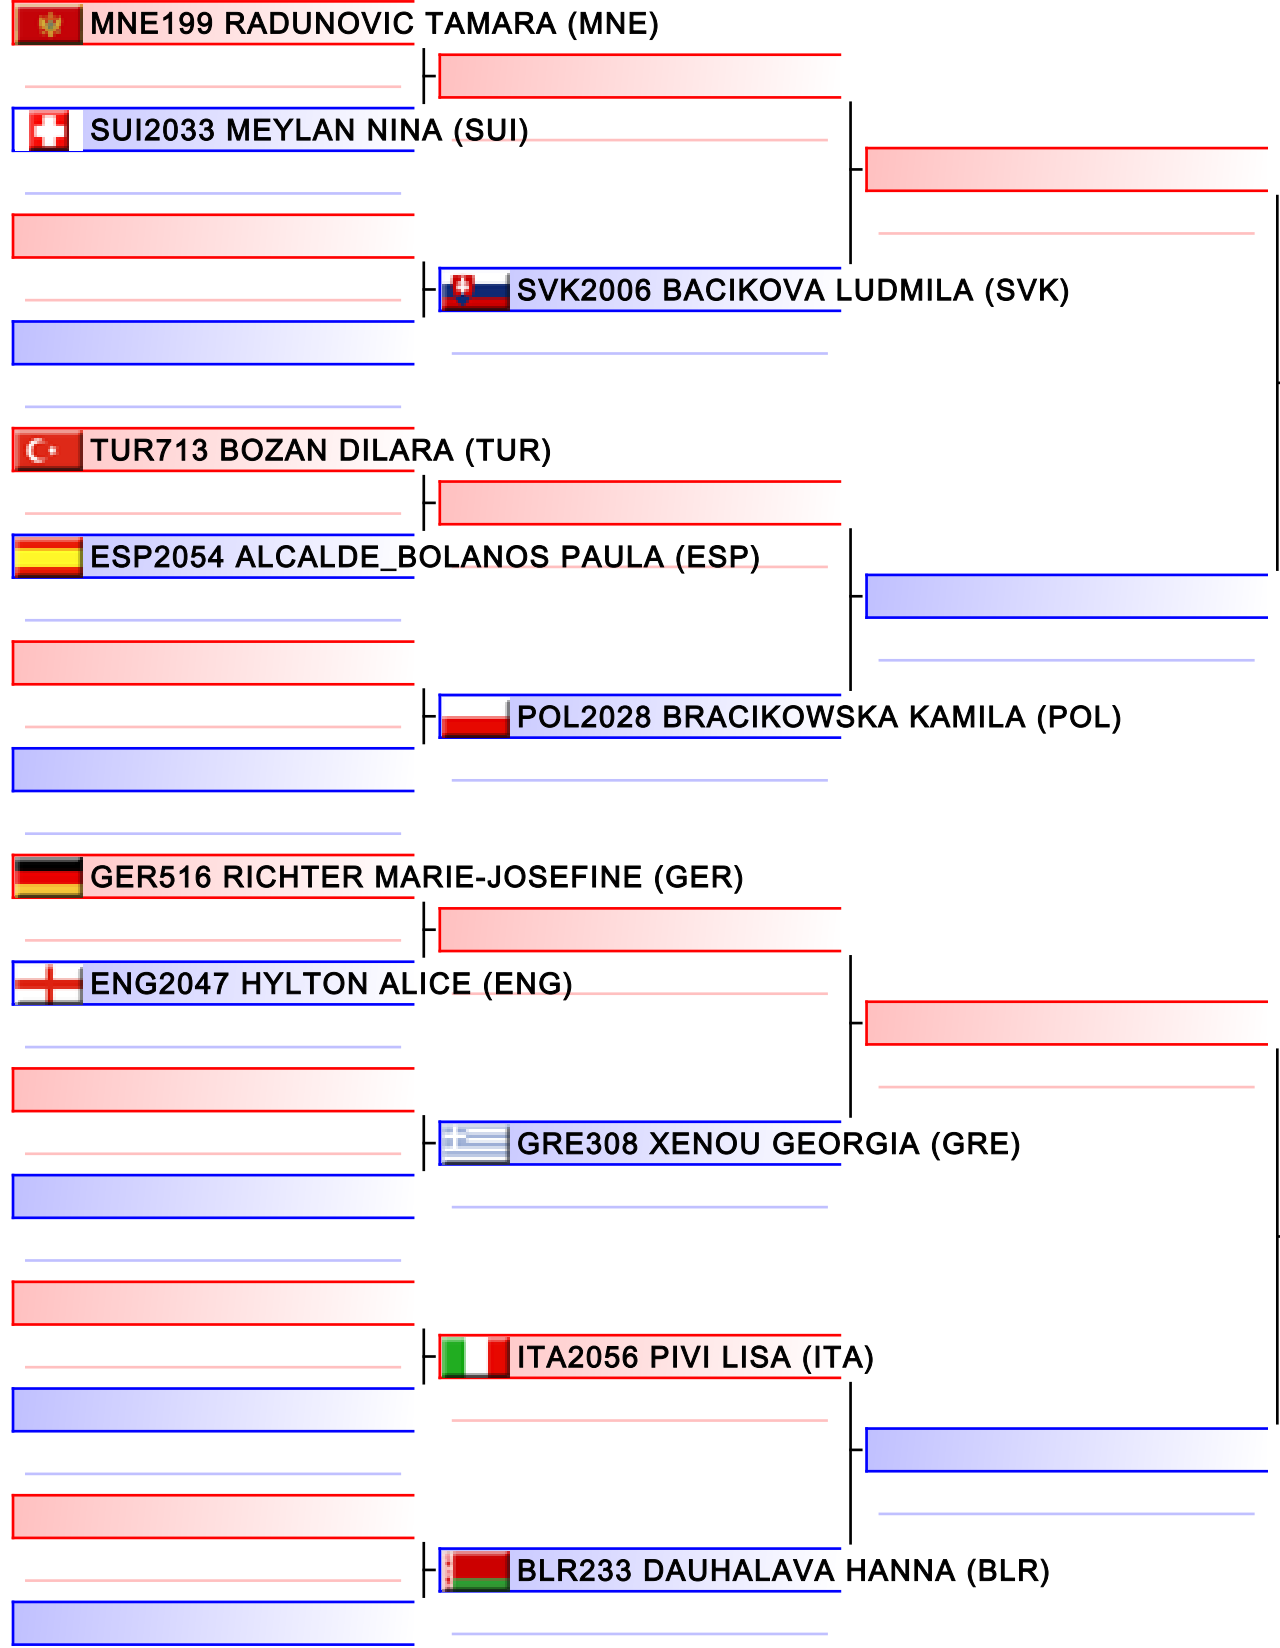 MNE199 RADUNOVIC TAMARA (MNE)
SUI2033 MEYLAN NINA (SUI)
SVK2006 BACIKOVA LUDMILA (SVK)
TUR713 BOZAN DILARA (TUR)
ESP2054 ALCALDE_BOLANOS PAULA (ESP)
POL2028 BRACIKOWSKA KAMILA (POL)
GER516 RICHTER MARIE-JOSEFINE (GER)
ENG2047 HYLTON ALICE (ENG)
GRE308 XENOU GEORGIA (GRE)
ITA2056 PIVI LISA (ITA)
BLR233 DAUHALAVA HANNA (BLR)